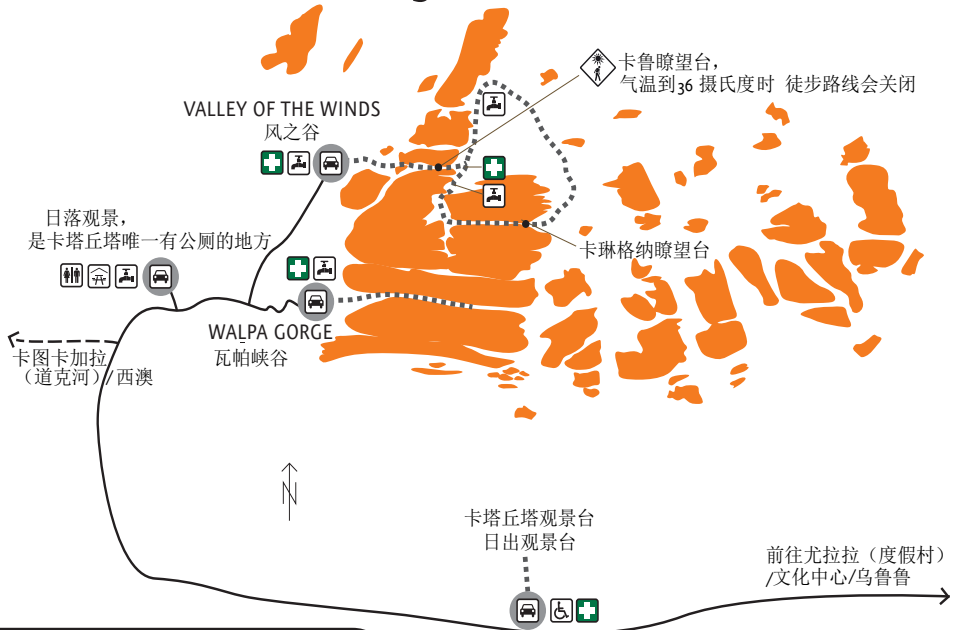 卡鲁瞭望台，
气温到36 摄氏度时 徒步路线会关闭
VALLEY OF THE WINDS
风之谷
日落观景，
是卡塔丘塔唯一有公厕的地方
卡琳格纳瞭望台
WALPA GORGE
瓦帕峡谷
卡图卡加拉
（道克河）/西澳
N
卡塔丘塔观景台
日出观景台
前往尤拉拉（度假村）
/文化中心/乌鲁鲁